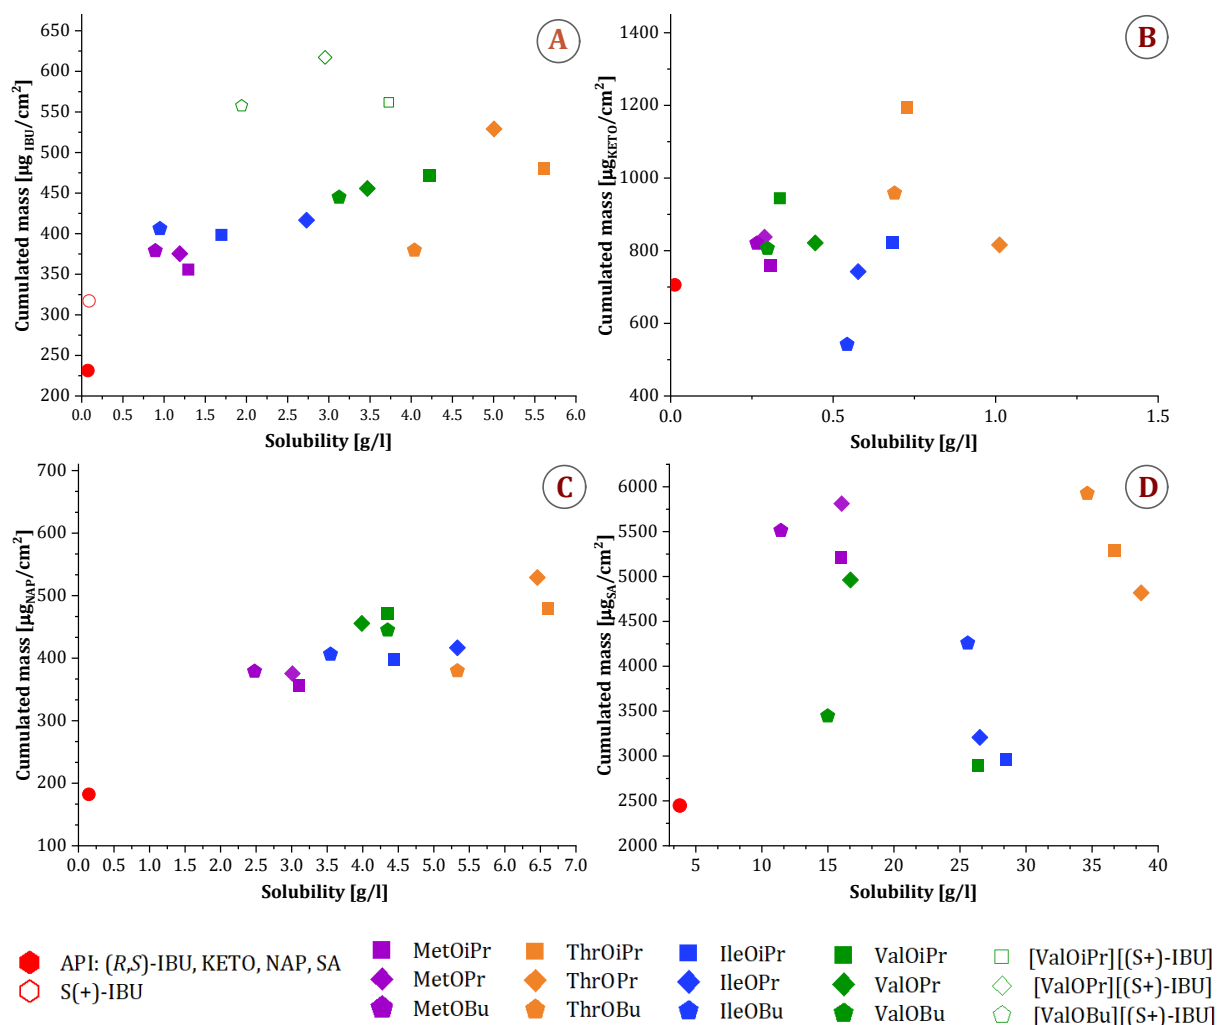 A
Cumulated mass [µg IBU/cm²]
650
600
550
500
450
400
350
300
250
200
0.0 0.5 1.0 1.5 2.0 2.5 3.0 3.5 4.0 4.5 5.0 5.5 6.0
Solubility [g/l]
B
Cumulated mass [µgKETO/cm²]
1400
1200
1000
800
600
400
0.0 0.5 1.0 1.5
Solubility [g/l]
C
Cumulated mass [µgNAP/cm²]
700
600
500
400
300
200
100
0.0 0.5 1.0 1.5 2.0 2.5 3.0 3.5 4.0 4.5 5.0 5.5 6.0 6.5 7.0
Solubility [g/l]
D
Cumulated mass [µgSA/cm²]
6000
5500
5000
4500
4000
3500
3000
2500
2000
5 10 15 20 25 30 35 40
Solubility [g/l]
API: (R,S)-IBU, KETO, NAP, SA
S(+)-IBU
MetOiPr
MetOPr
MetOBu
ThrOiPr
ThrOPr
ThrOBu
IleOiPr
IleOPr
IleOBu
ValOiPr
ValOPr
ValOBu
[ValOiPr][(S+)-IBU]
[ValOPr][(S+)-IBU]
[ValOBu][(S+)-IBU]